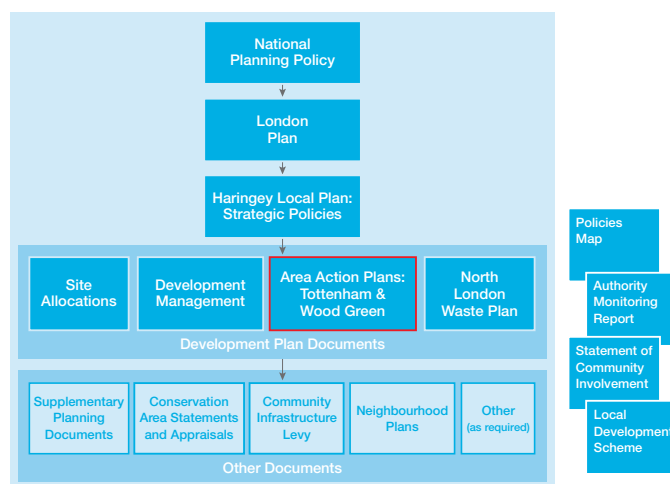 National
Planning Policy
London
Plan
Haringey Local Plan:
Strategic Policies
Site
Allocations
Development
Management
Area Action Plans:
Tottenham &
Wood Green
North
London
Waste Plan
Development Plan Documents
Supplementary
Planning
Documents
Conservation
Area Statements
and Appraisals
Community
Infrastructure
Levy
Neighbourhood
Plans
Other
(as required)
Other Documents
Policies
Map
Authority
Monitoring
Report
Statement of
Community
Involvement
Local
Development
Scheme